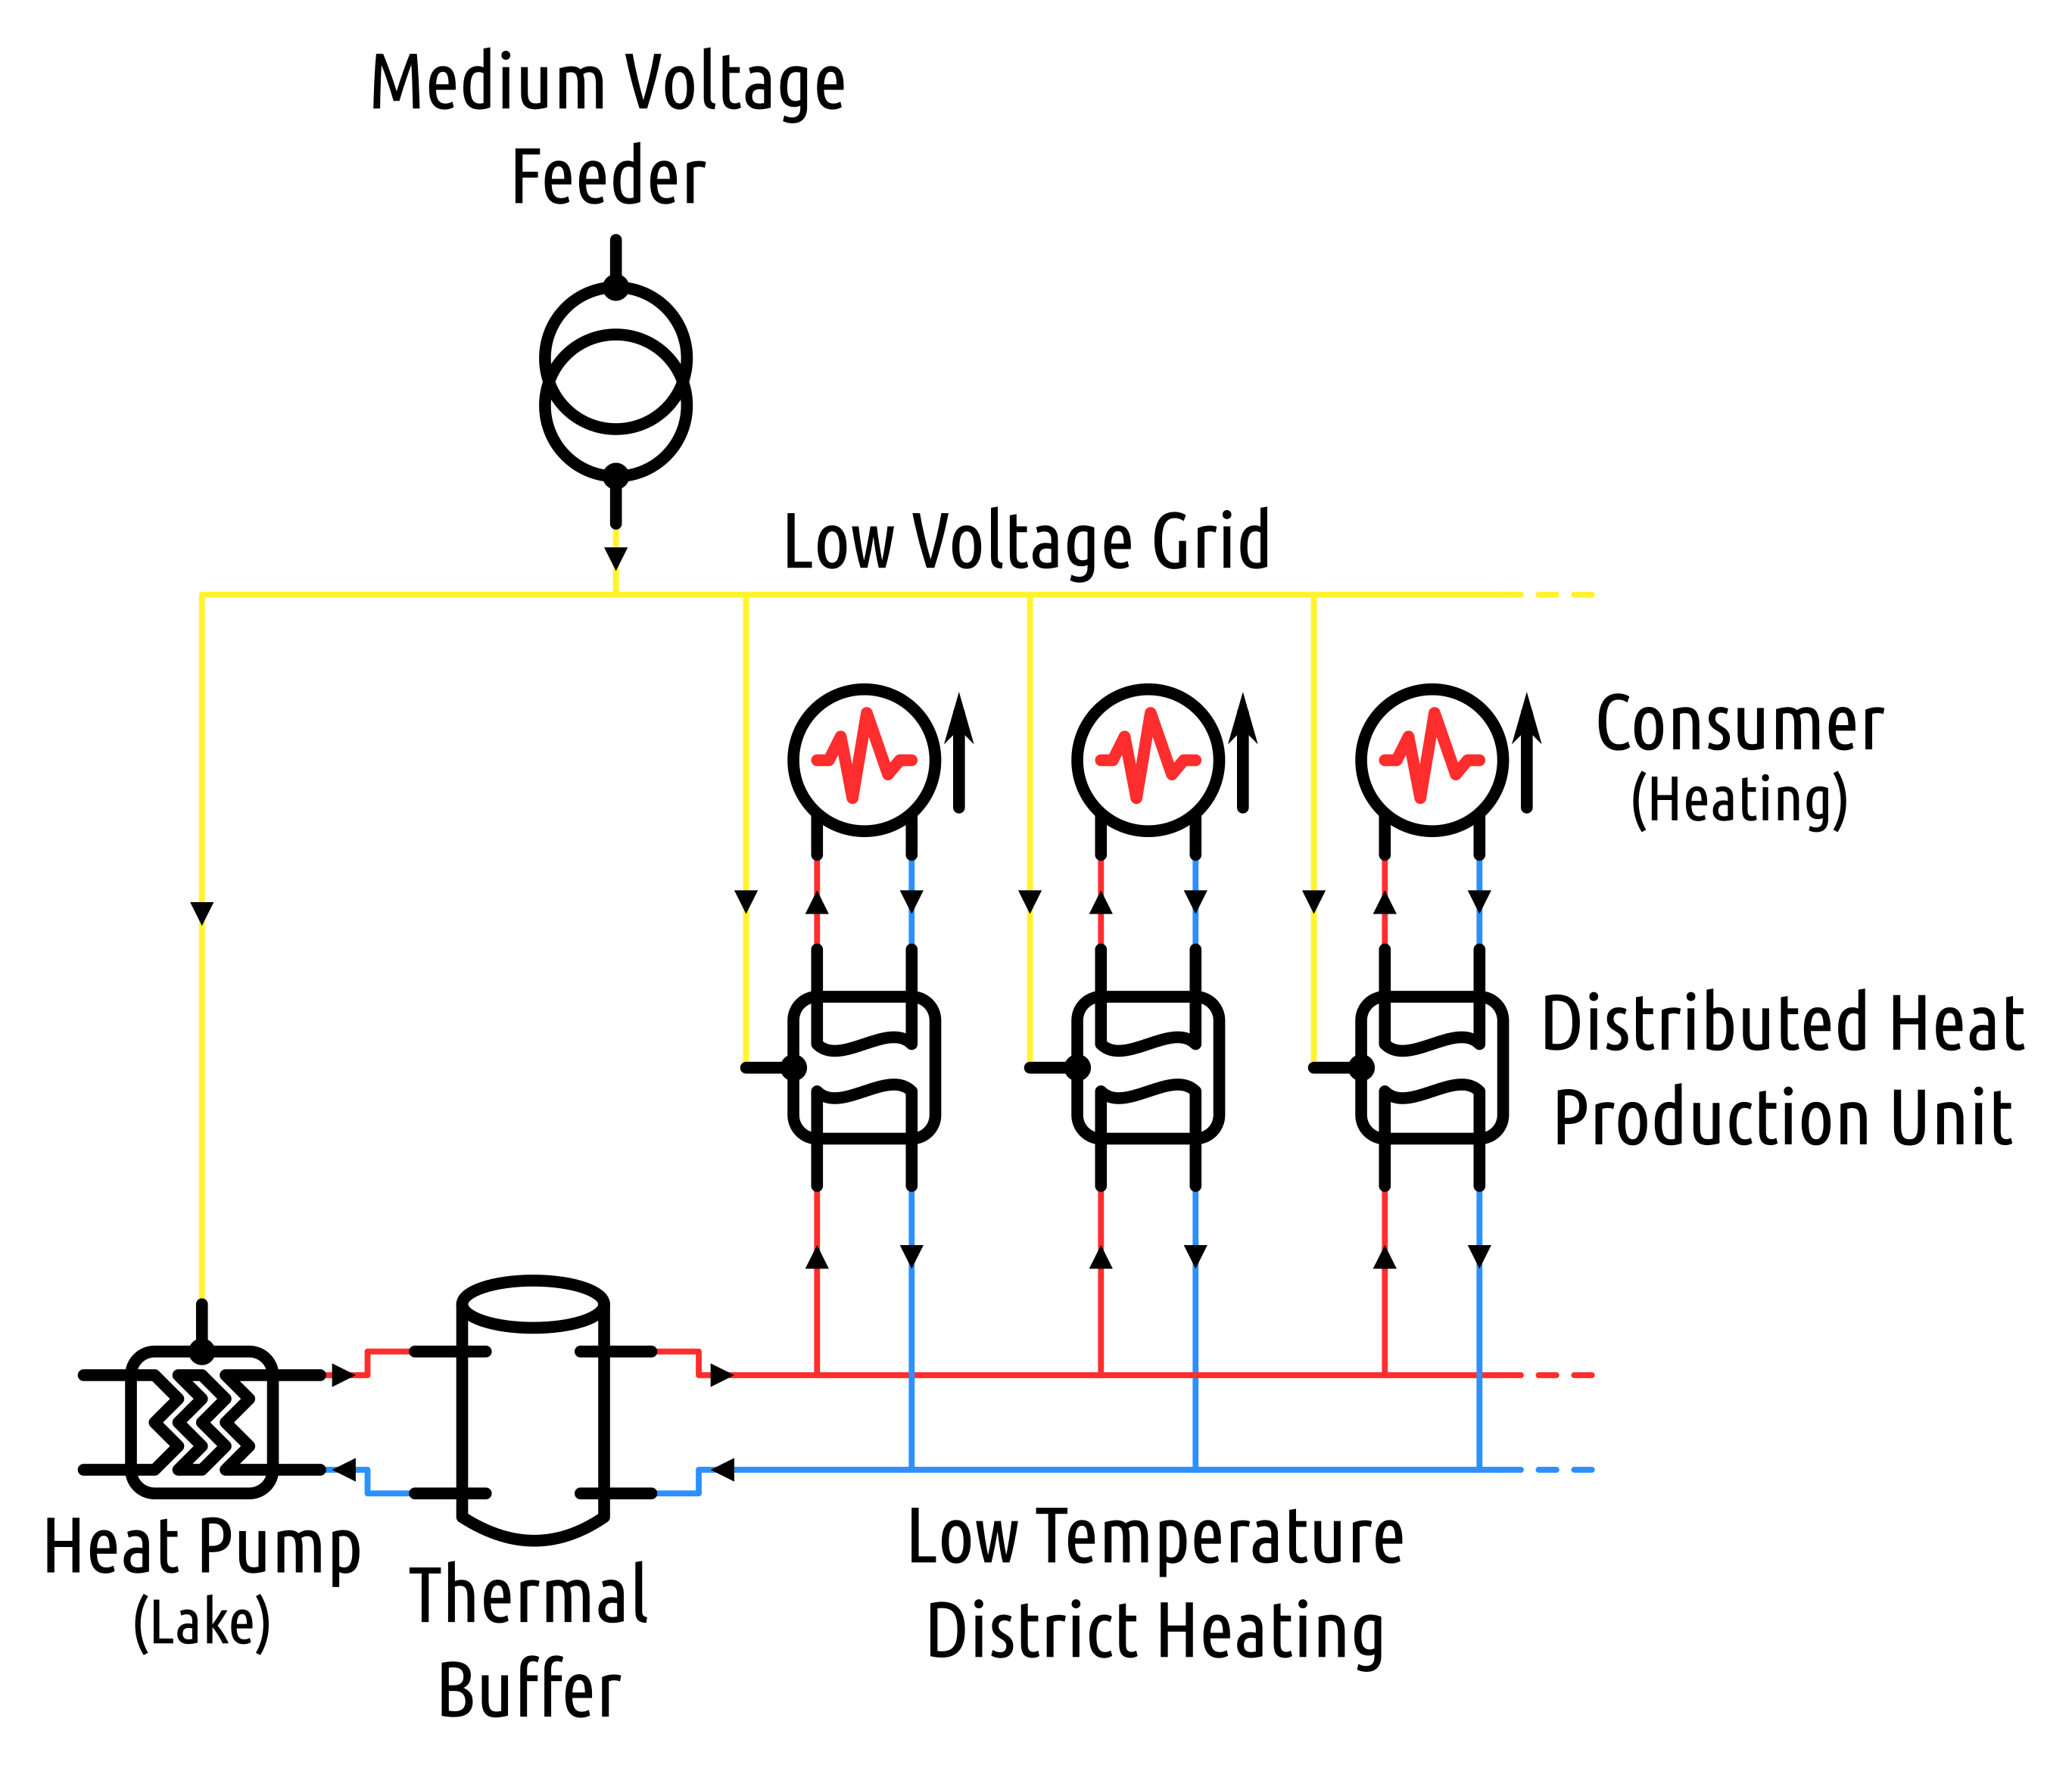 Medium Voltage
Feeder
Low Voltage Grid
Consumer
(Heating)
Distributed Heat
Production Unit
Heat Pump
(Lake)
Thermal
Buffer
Low Temperature
District Heating